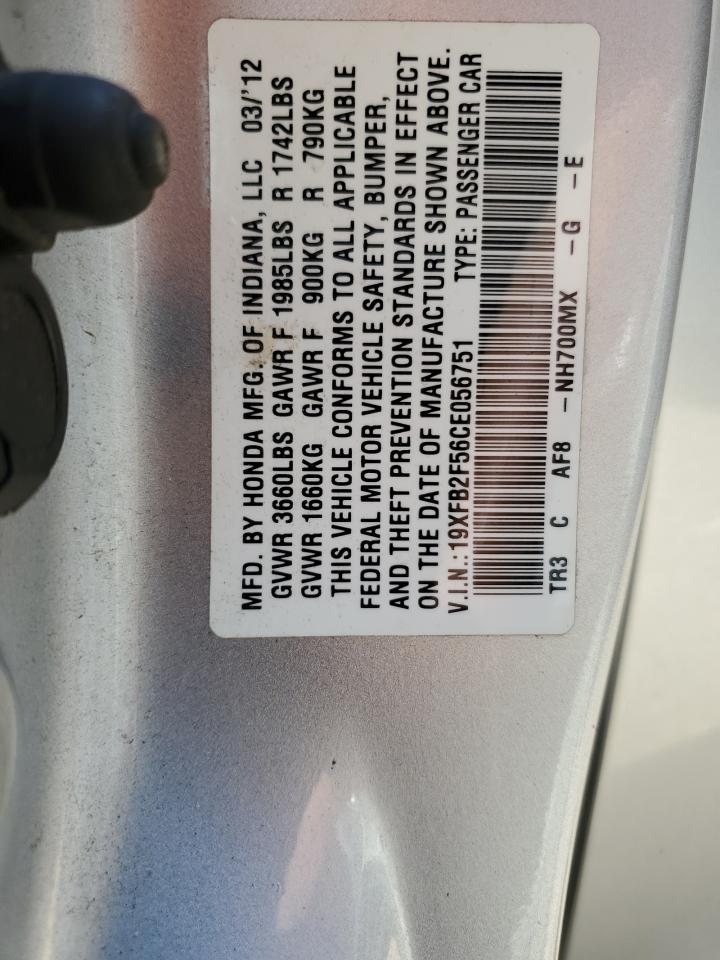 MFD. BY HONDA MFG. OF INDIANA, LLC 03/'12
GVWR 3660LBS GAWR F 1985LBS R 1742LBS
GVWR 1660KG GAWR F 900KG R 790KG
THIS VEHICLE CONFORMS TO ALL APPLICABLE
FEDERAL MOTOR VEHICLE SAFETY, BUMPER,
AND THEFT PREVENTION STANDARDS IN EFFECT
ON THE DATE OF MANUFACTURE SHOWN ABOVE.
V.I.N.:19XFB2F56CE056751 TYPE: PASSENGER CAR
TR3 C AF8 -NH700MX -G -E